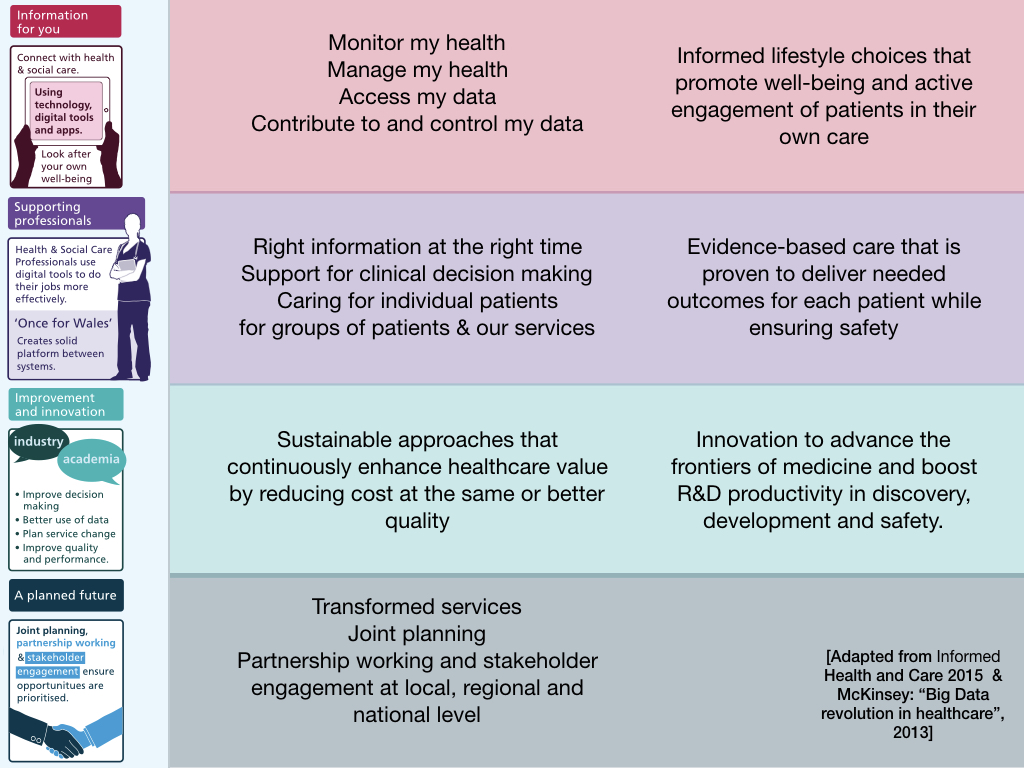 Information
for you
Connect with health
& social care.
Using
technology,
digital tools
and apps.
Look after
your own
well-being
Monitor my health
Manage my health
Access my data
Contribute to and control my data
Informed lifestyle choices that
promote well-being and active
engagement of patients in their
own care
Supporting
professionals
Health & Social Care
Professionals use
digital tools to do
their jobs more
effectively.
‘Once for Wales’
Creates solid
platform between
systems.
Right information at the right time
Support for clinical decision making
Caring for individual patients
for groups of patients & our services
Evidence-based care that is
proven to deliver needed
outcomes for each patient while
ensuring safety
Improvement
and innovation
industry
academia
• Improve decision
making
• Better use of data
• Plan service change
• Improve quality
and performance.
Sustainable approaches that
continuously enhance healthcare value
by reducing cost at the same or better
quality
Innovation to advance the
frontiers of medicine and boost
R&D productivity in discovery,
development and safety.
A planned future
Joint planning,
partnership working
& stakeholder
engagement ensure
opportunitues are
prioritised.
Transformed services
Joint planning
Partnership working and stakeholder
engagement at local, regional and
national level
[Adapted from Informed
Health and Care 2015 &
McKinsey: “Big Data
revolution in healthcare”,
2013]